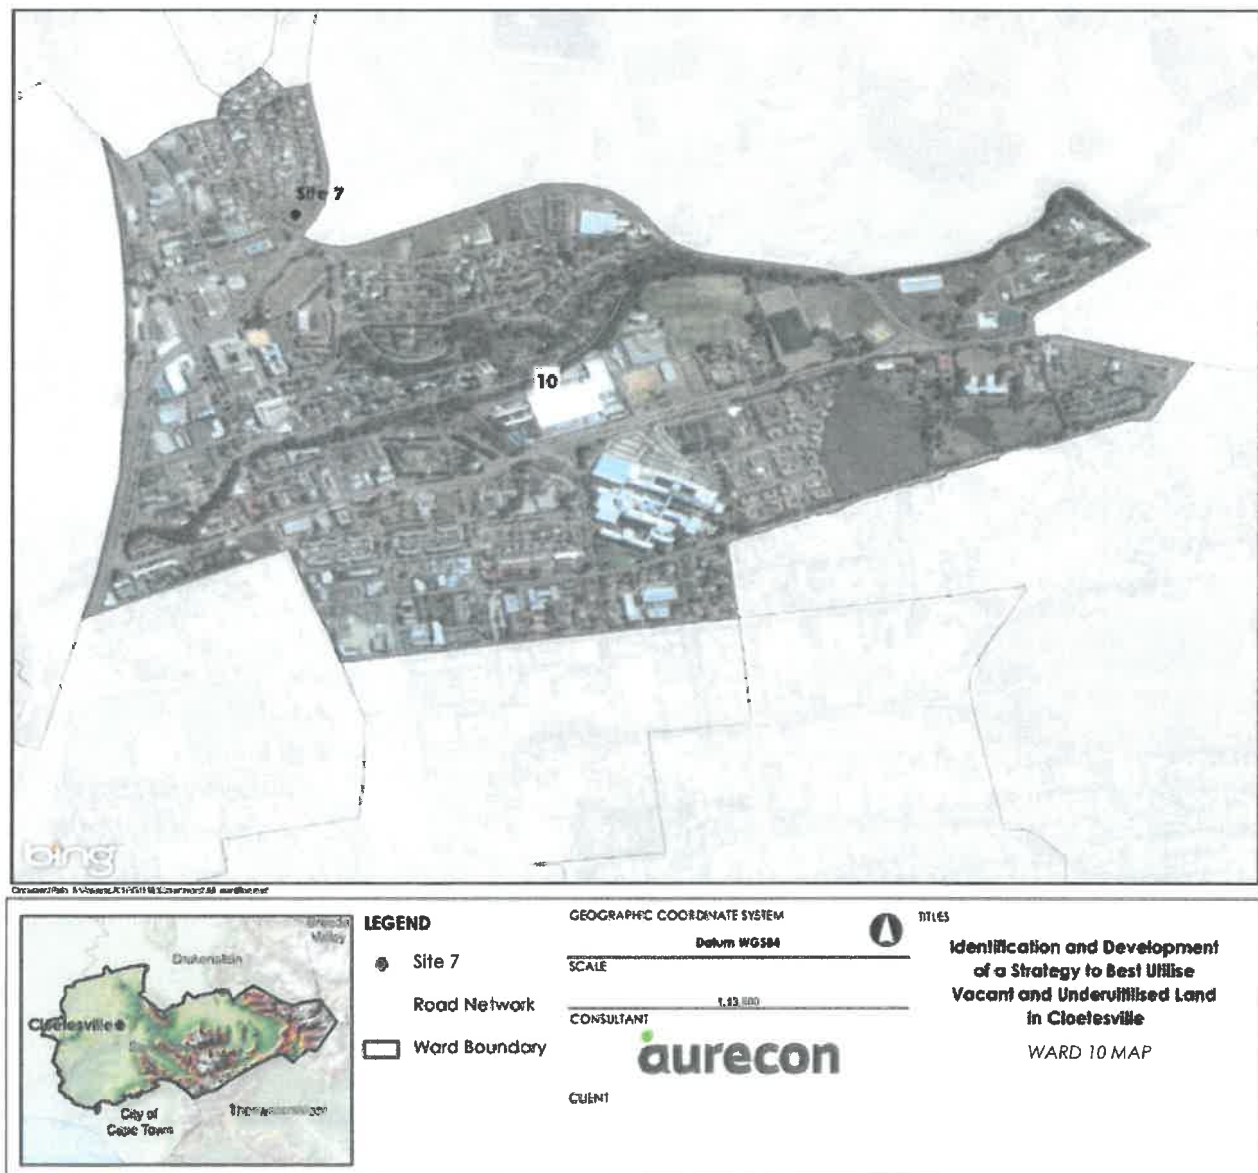 Site 7
10
bing
Breede
Valley
Drakenstein
Cloetesville
City of
Cape Town
LEGEND
Site 7
Road Network
Ward Boundary
GEOGRAPHIC COORDINATE SYSTEM
Datum WGS84
SCALE
CONSULTANT
aurecon
CLIENT
TITLES
Identification and Development
of a Strategy to Best Utilise
Vacant and Underutilised Land
in Cloetesville
WARD 10 MAP